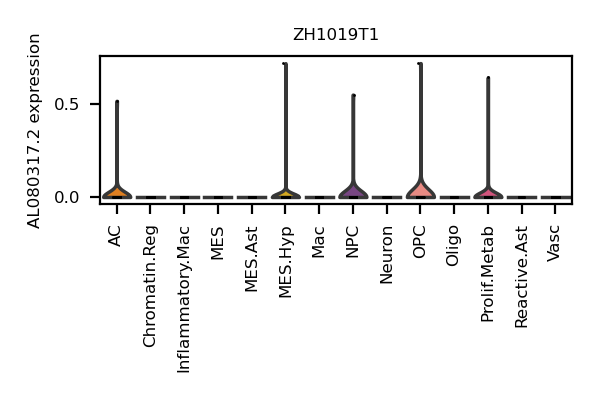 ZH1019T1
AL080317.2 expression
0.5
0.0
AC
Chromatin.Reg
Inflammatory.Mac
MES
MES.Ast
MES.Hyp
Mac
NPC
Neuron
OPC
Oligo
Prolif.Metab
Reactive.Ast
Vasc